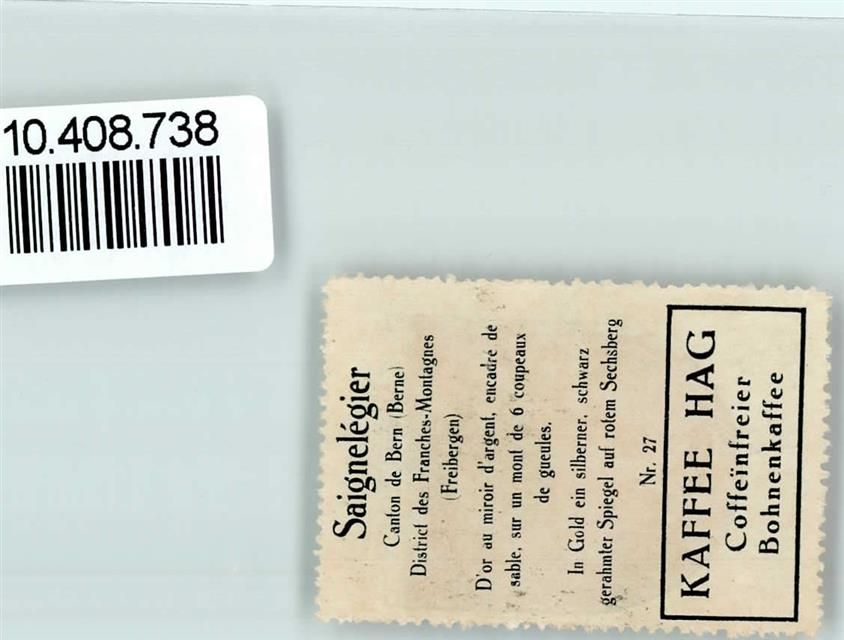 10.408.738
Saignelégier
Canton de Bern (Berne)
District des Franches-Montagnes
(Freibergen)
D'or au miroir d'argent, encadré de
sable, sur un mont de 6 coupeaux
de gueules.
In Gold ein silberner, schwarz
gerahmter Spiegel auf rotem Sechsberg
Nr. 27
KAFFEE HAG
Coffeïnfreier
Bohnenkaffee